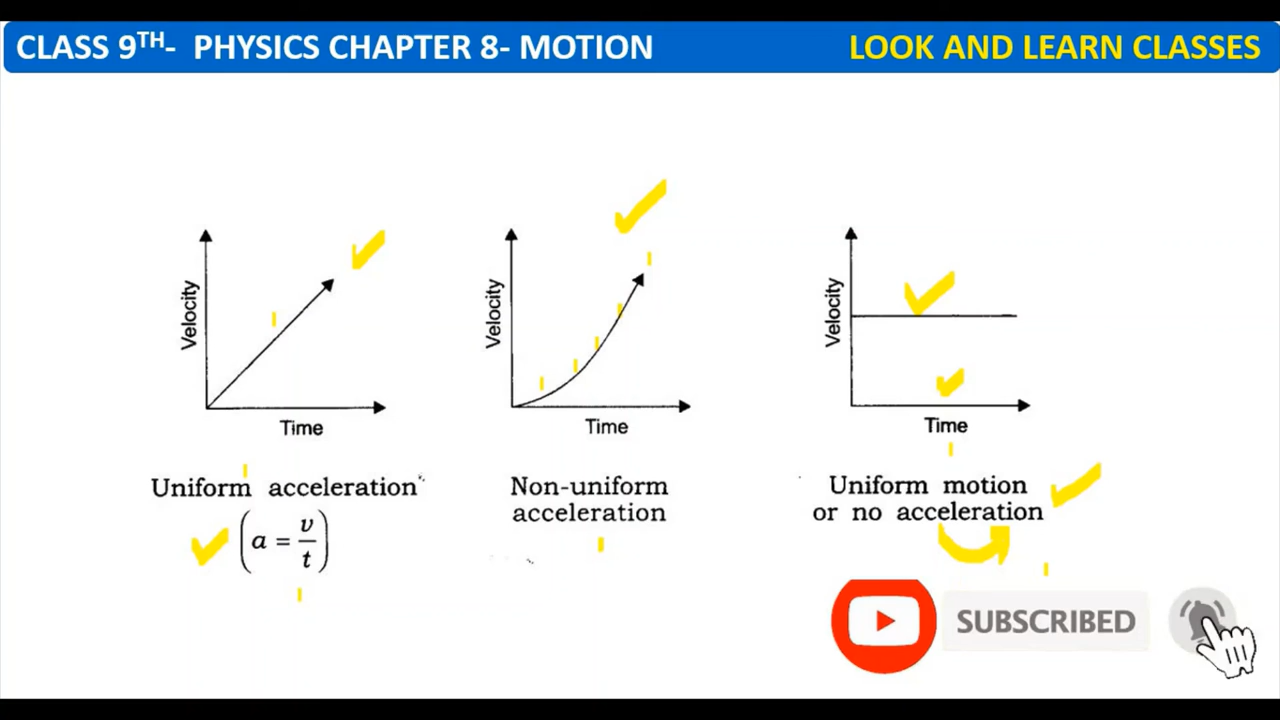 CLASS 9TH- PHYSICS CHAPTER 8- MOTION
LOOK AND LEARN CLASSES
Velocity
Time
Uniform acceleration
(a = v/t)
Velocity
Time
Non-uniform
acceleration
Velocity
Time
Uniform motion
or no acceleration
SUBSCRIBED